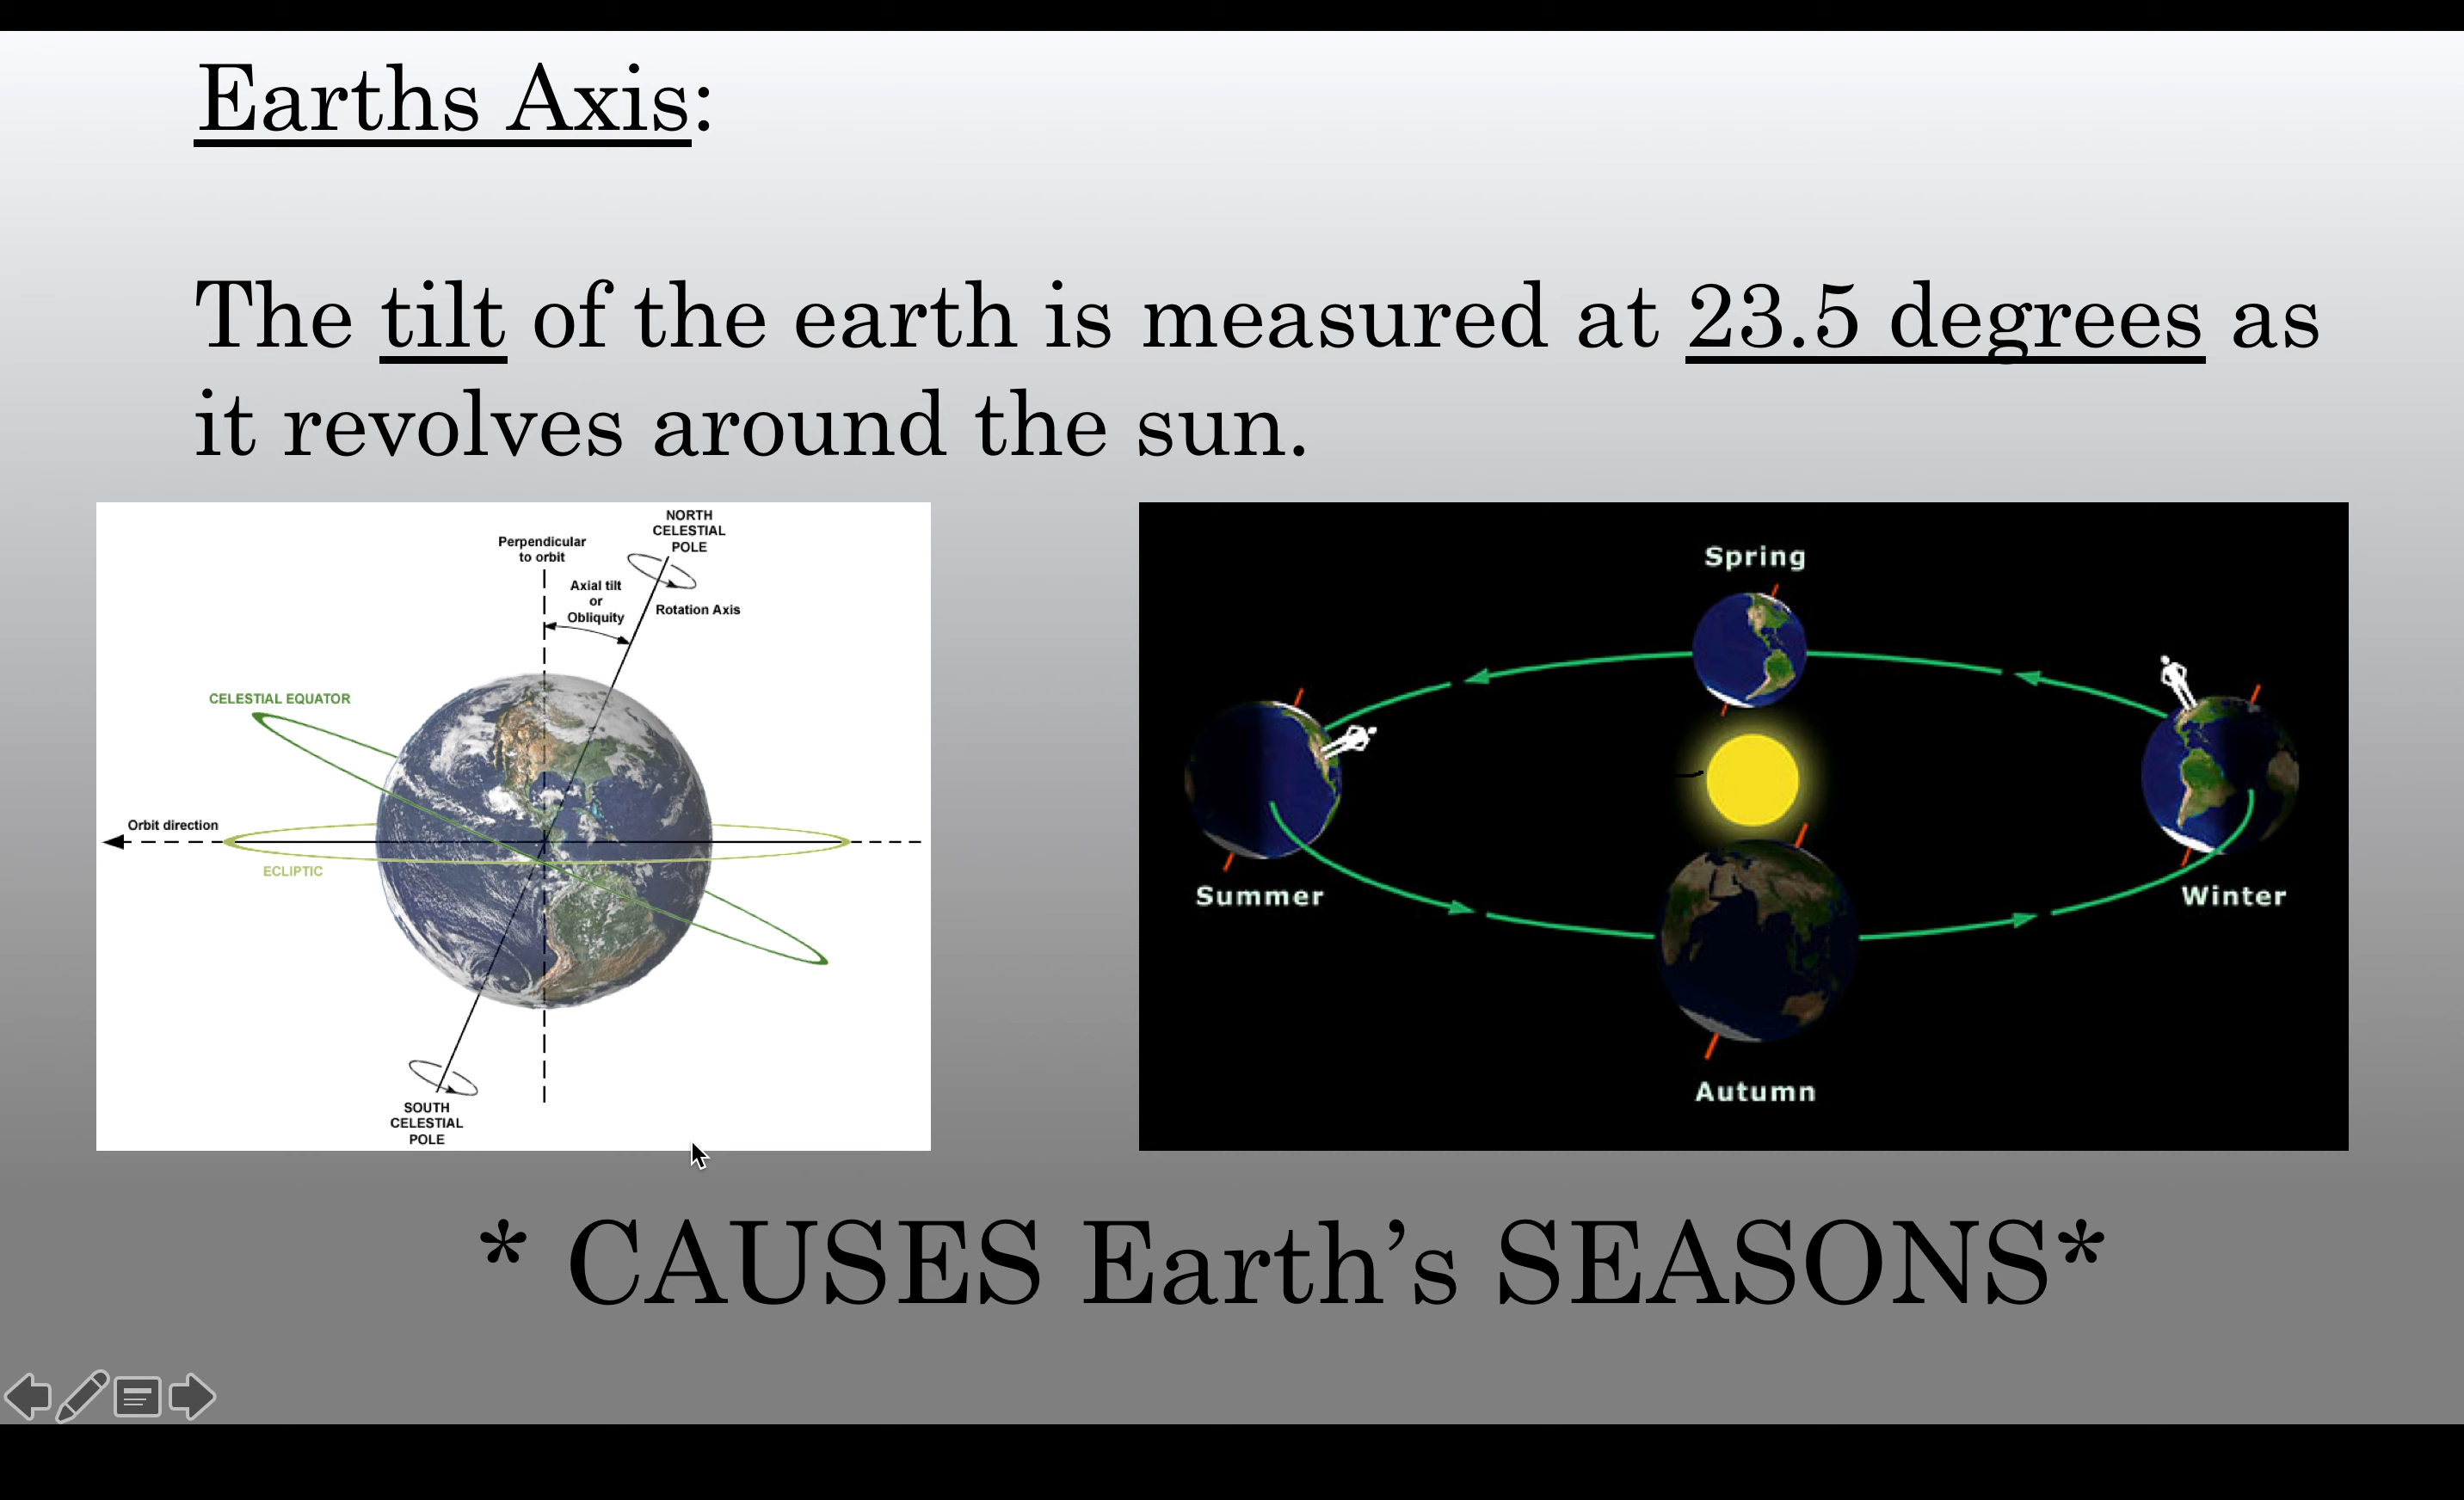 Earths Axis:
The tilt of the earth is measured at 23.5 degrees as
it revolves around the sun.
NORTH
CELESTIAL
POLE
Perpendicular
to orbit
Axial tilt
or
Obliquity
Rotation Axis
CELESTIAL EQUATOR
Orbit direction
ECLIPTIC
SOUTH
CELESTIAL
POLE
Spring
Summer
Winter
Autumn
* CAUSES Earth’s SEASONS*